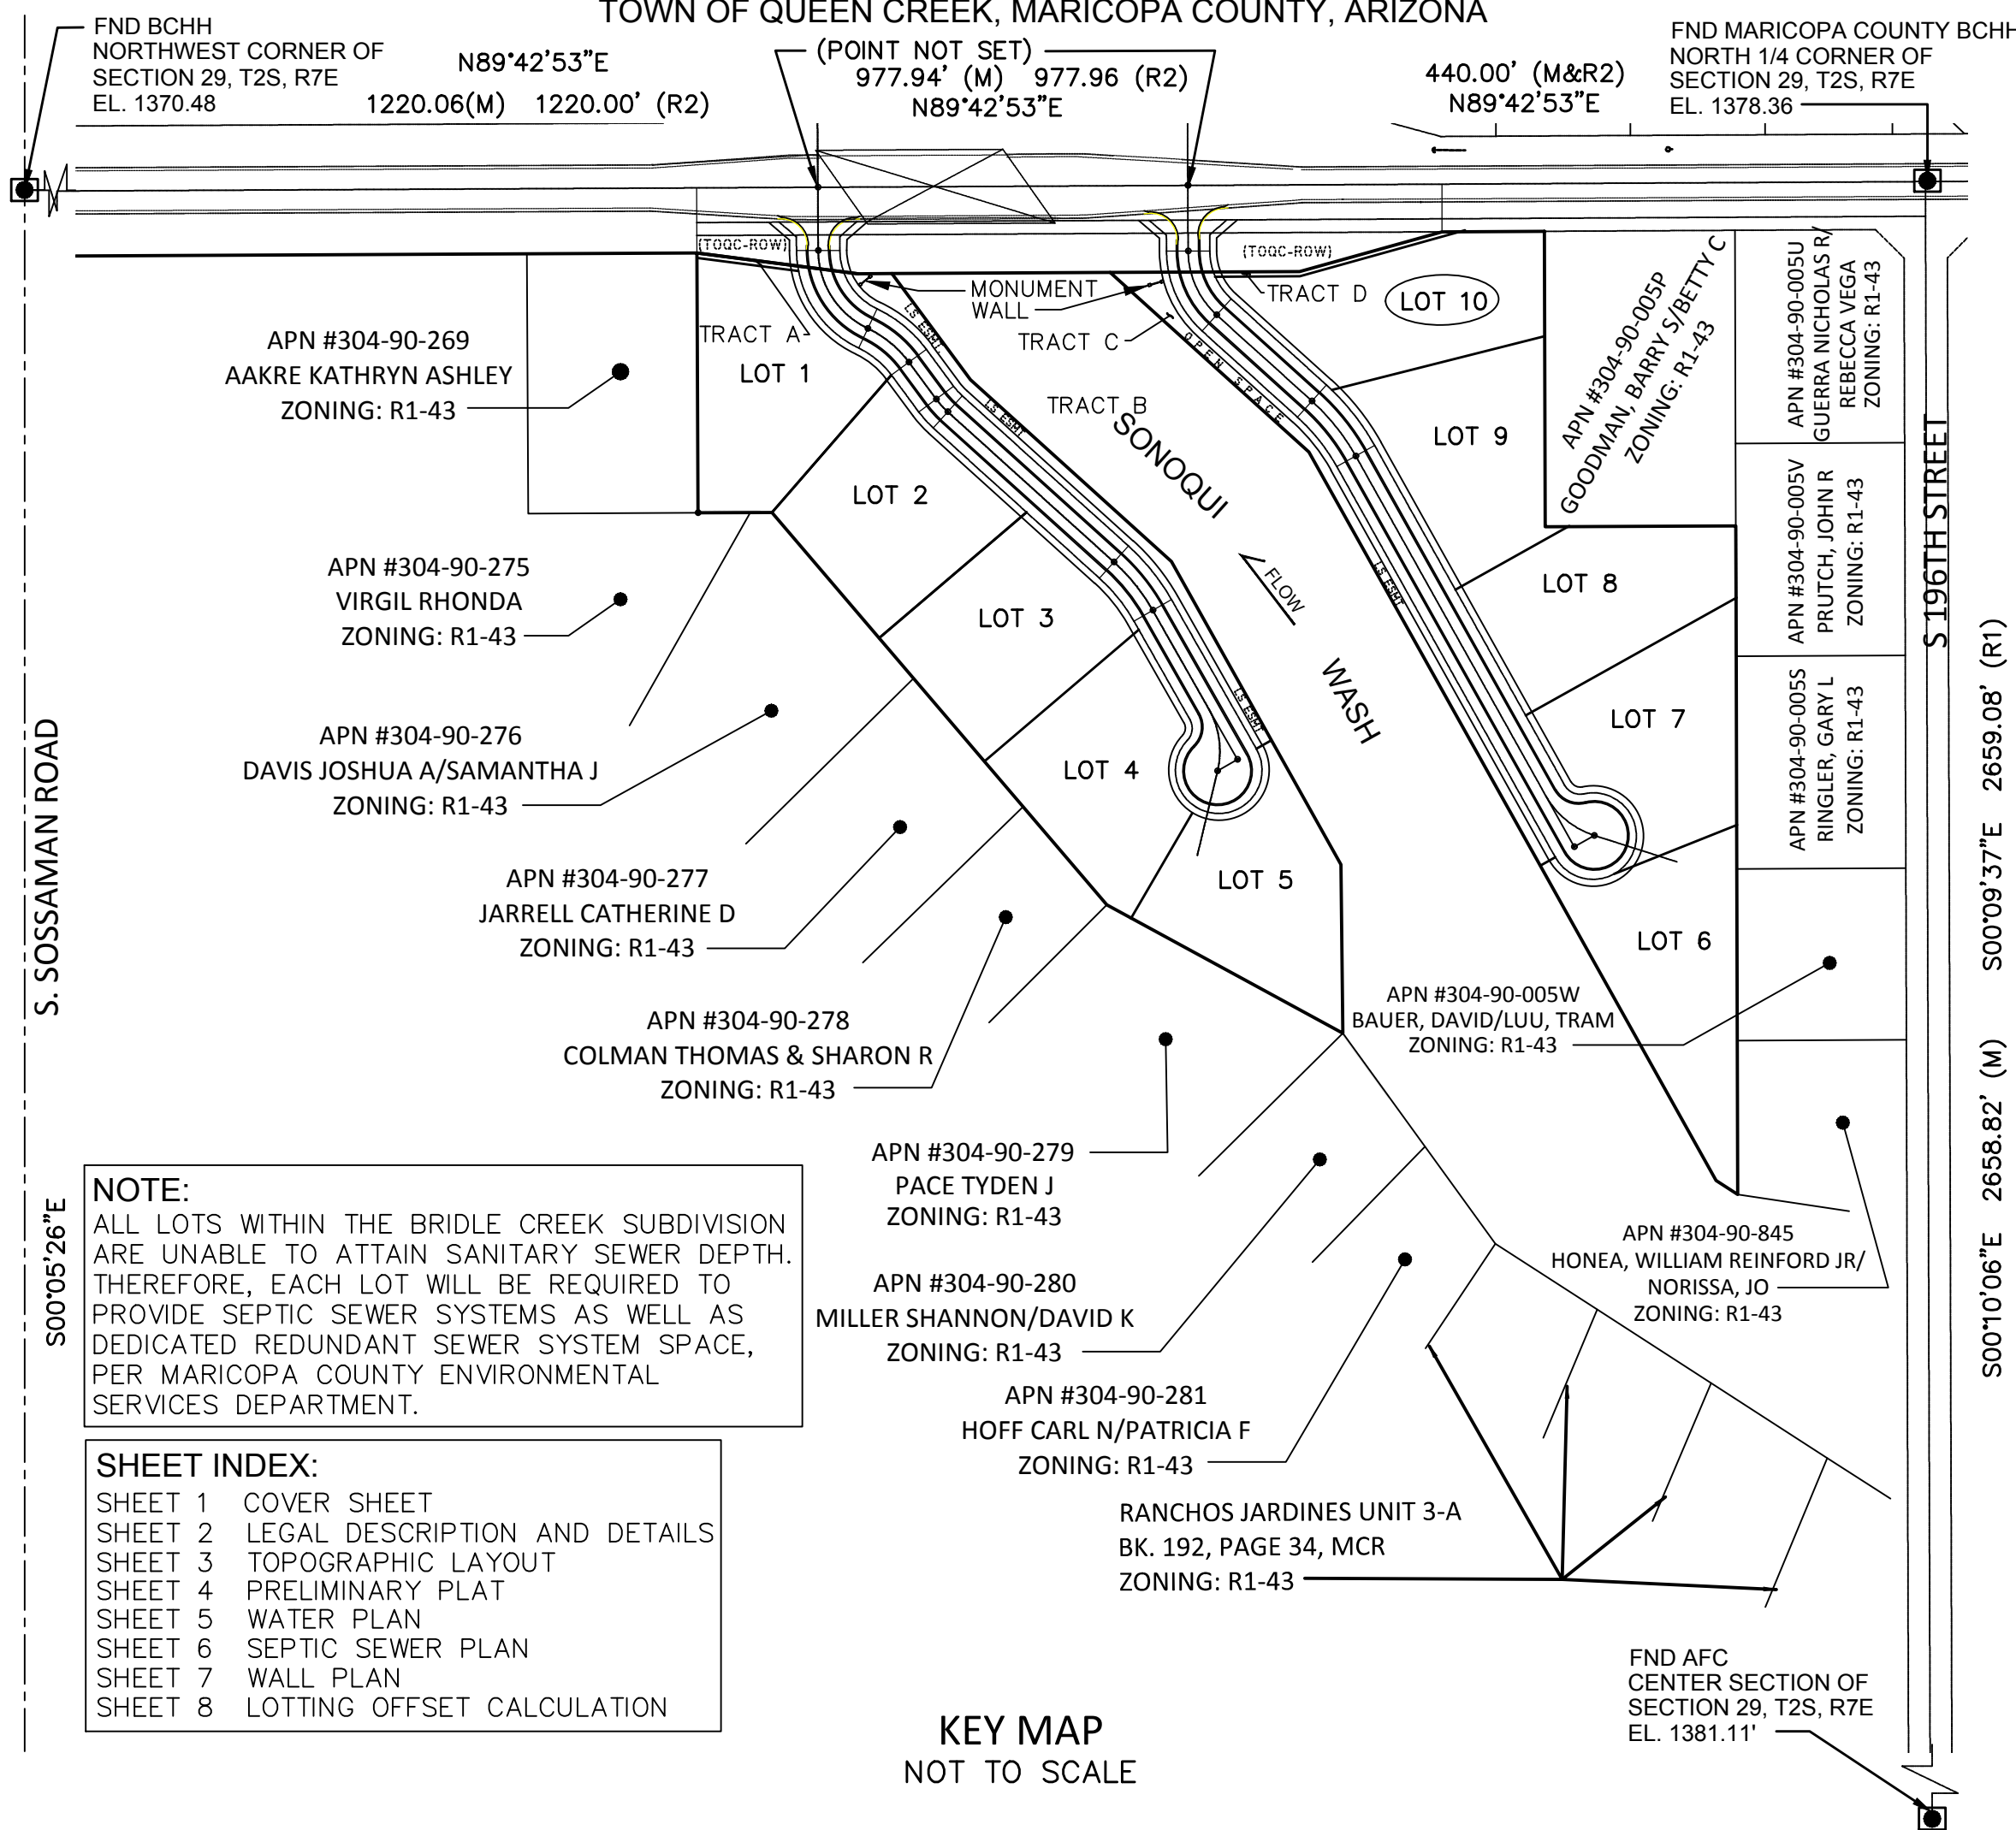 TOWN OF QUEEN CREEK, MARICOPA COUNTY, ARIZONA
FND BCHH
NORTHWEST CORNER OF
SECTION 29, T2S, R7E
EL. 1370.48
N89°42'53"E
1220.06(M) 1220.00' (R2)
(POINT NOT SET)
977.94' (M) 977.96 (R2)
N89°42'53"E
440.00' (M&R2)
N89°42'53"E
FND MARICOPA COUNTY BCHH
NORTH 1/4 CORNER OF
SECTION 29, T2S, R7E
EL. 1378.36
(TOQC-ROW)
(TOQC-ROW)
MONUMENT
WALL
TRACT A
TRACT B
TRACT C
TRACT D
LS ESMT.
LS ESMT
LS ESMT
LS ESMT
OPEN SPACE
SONOQUI
WASH
FLOW
LOT 1
LOT 2
LOT 3
LOT 4
LOT 5
LOT 6
LOT 7
LOT 8
LOT 9
LOT 10
APN #304-90-269
AAKRE KATHRYN ASHLEY
ZONING: R1-43
APN #304-90-275
VIRGIL RHONDA
ZONING: R1-43
APN #304-90-276
DAVIS JOSHUA A/SAMANTHA J
ZONING: R1-43
APN #304-90-277
JARRELL CATHERINE D
ZONING: R1-43
APN #304-90-278
COLMAN THOMAS & SHARON R
ZONING: R1-43
APN #304-90-279
PACE TYDEN J
ZONING: R1-43
APN #304-90-280
MILLER SHANNON/DAVID K
ZONING: R1-43
APN #304-90-281
HOFF CARL N/PATRICIA F
ZONING: R1-43
RANCHOS JARDINES UNIT 3-A
BK. 192, PAGE 34, MCR
ZONING: R1-43
APN #304-90-005P
GOODMAN, BARRY S/BETTY C
ZONING: R1-43
APN #304-90-005U
GUERRA NICHOLAS R/
REBECCA VEGA
ZONING: R1-43
APN #304-90-005V
PRUTCH, JOHN R
ZONING: R1-43
APN #304-90-005S
RINGLER, GARY L
ZONING: R1-43
APN #304-90-005W
BAUER, DAVID/LUU, TRAM
ZONING: R1-43
APN #304-90-845
HONEA, WILLIAM REINFORD JR/
NORISSA, JO
ZONING: R1-43
S 196TH STREET
S00°09'37"E 2659.08' (R1)
S00°10'06"E 2658.82' (M)
S. SOSSAMAN ROAD
S00°05'26"E
NOTE:
ALL LOTS WITHIN THE BRIDLE CREEK SUBDIVISION
ARE UNABLE TO ATTAIN SANITARY SEWER DEPTH.
THEREFORE, EACH LOT WILL BE REQUIRED TO
PROVIDE SEPTIC SEWER SYSTEMS AS WELL AS
DEDICATED REDUNDANT SEWER SYSTEM SPACE,
PER MARICOPA COUNTY ENVIRONMENTAL
SERVICES DEPARTMENT.
SHEET INDEX:
SHEET 1 COVER SHEET
SHEET 2 LEGAL DESCRIPTION AND DETAILS
SHEET 3 TOPOGRAPHIC LAYOUT
SHEET 4 PRELIMINARY PLAT
SHEET 5 WATER PLAN
SHEET 6 SEPTIC SEWER PLAN
SHEET 7 WALL PLAN
SHEET 8 LOTTING OFFSET CALCULATION
FND AFC
CENTER SECTION OF
SECTION 29, T2S, R7E
EL. 1381.11'
KEY MAP
NOT TO SCALE